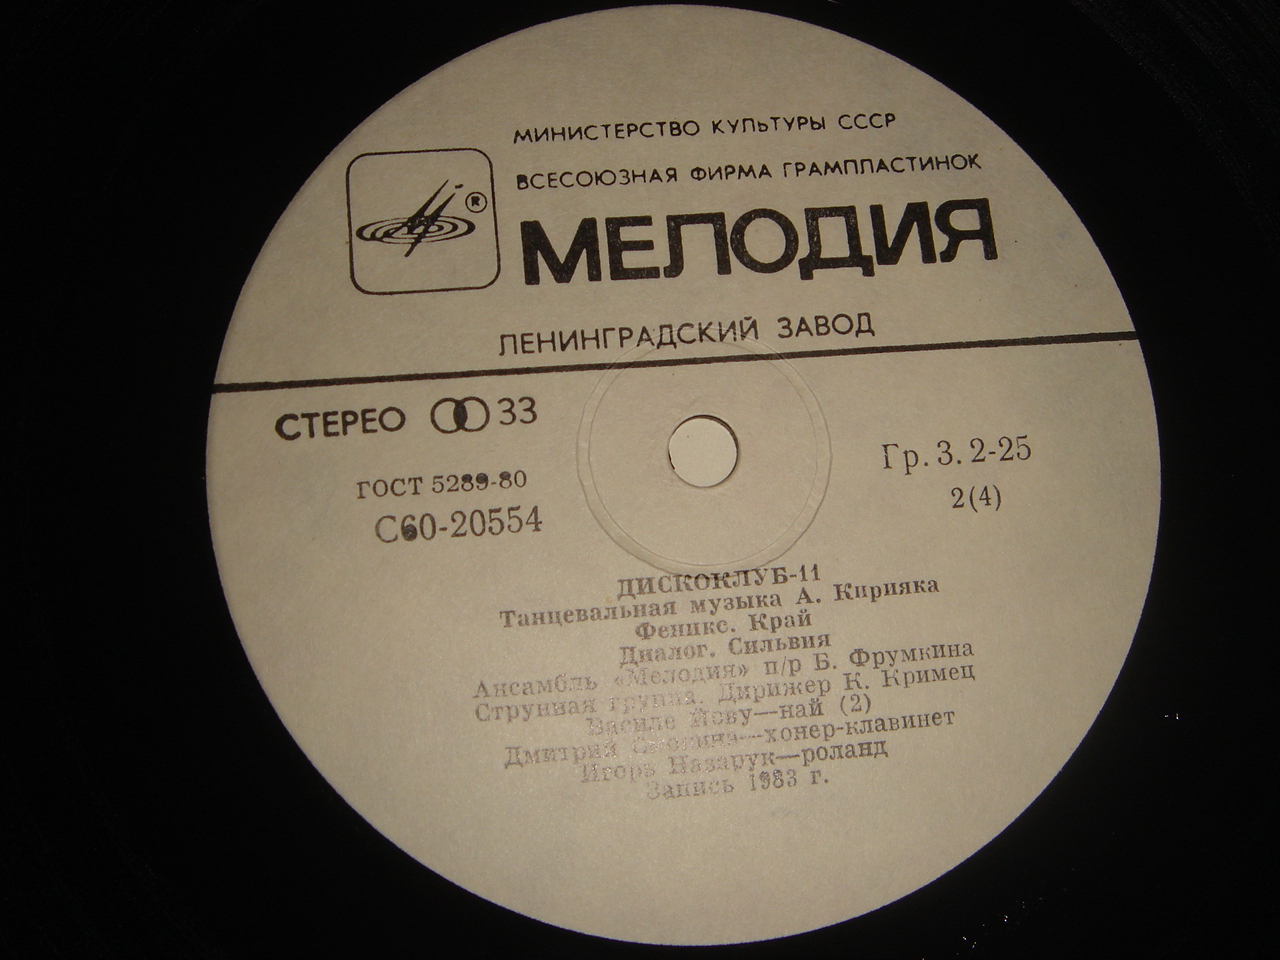 МИНИСТЕРСТВО КУЛЬТУРЫ СССР
ВСЕСОЮЗНАЯ ФИРМА ГРАМПЛАСТИНОК
®
МЕЛОДИЯ
ЛЕНИНГРАДСКИЙ ЗАВОД
СТЕРЕО 33
ГОСТ 5289-80
С60-20554
Гр. 3. 2-25
2(4)
ДИСКОКЛУБ-11
Танцевальная музыка А. Кирияка
Феникс. Край
Диалог. Сильвия
Ансамбль «Мелодия» п/р Б. Фрумкина
Струнная группа. Дирижер К. Кримец
Василе Йову—най (2)
Дмитрий —хонер-клавинет
Игорь Назарук—роланд
Запись 1983 г.